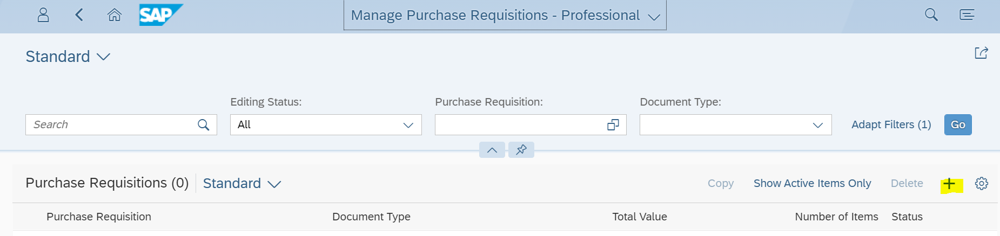 SAP Manage Purchase Requisitions - Professional
Standard
Editing Status: Purchase Requisition: Document Type:
Search All Adapt Filters (1) Go
Purchase Requisitions (0) Standard Copy Show Active Items Only Delete
Purchase Requisition Document Type Total Value Number of Items Status